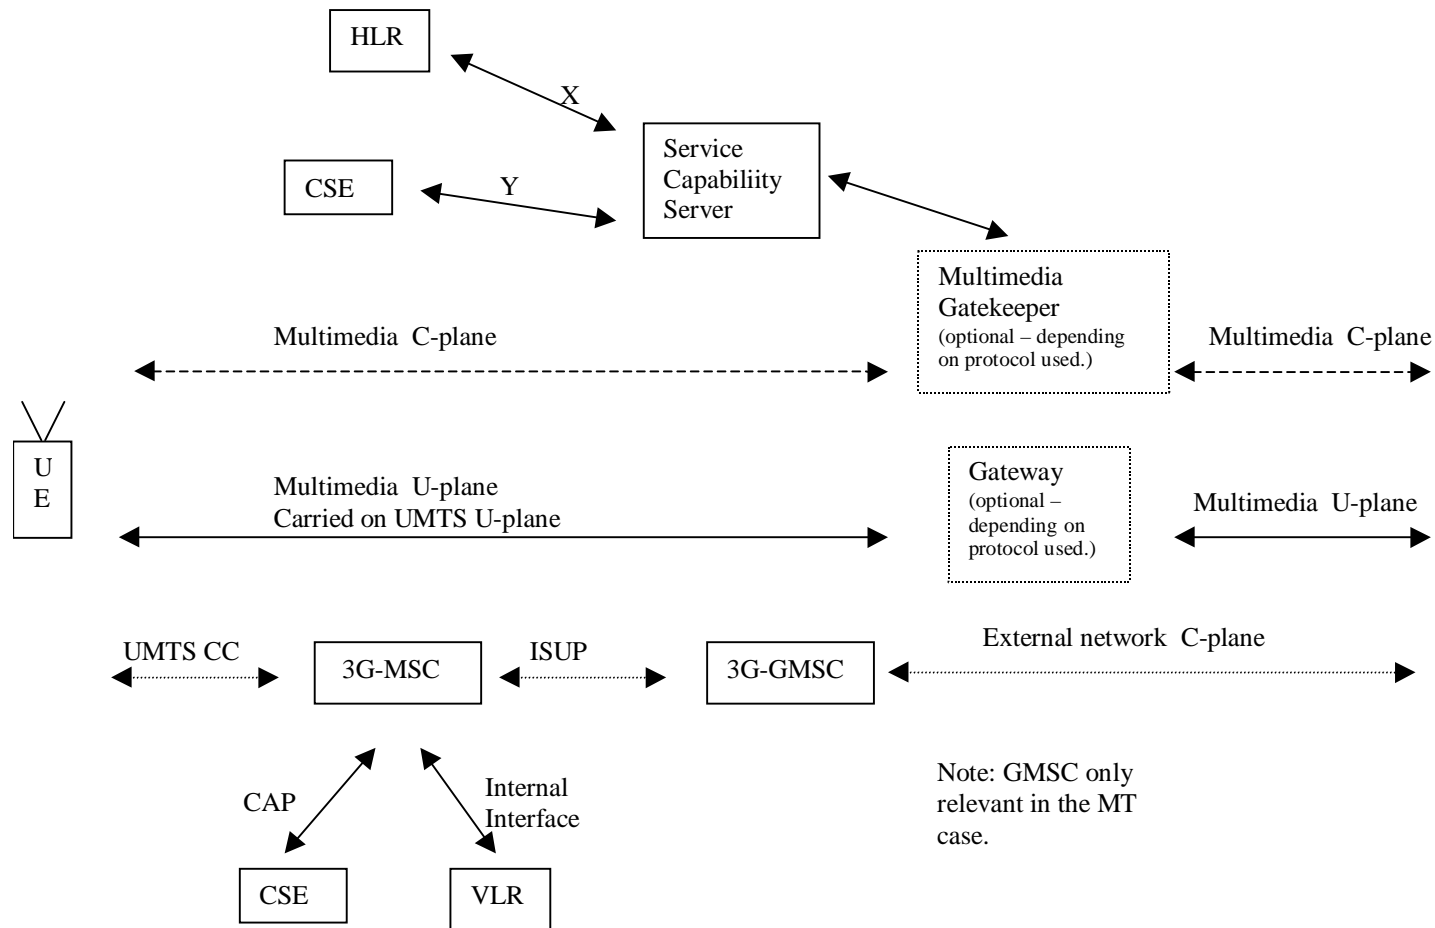 HLR
X
Service
Capabiliity
Server
CSE
Y
Multimedia
Gatekeeper
(optional – depending
on protocol used.)
Multimedia C-plane
Multimedia C-plane
U
E
Multimedia U-plane
Carried on UMTS U-plane
Gateway
(optional –
depending on
protocol used.)
Multimedia U-plane
UMTS CC
3G-MSC
ISUP
3G-GMSC
External network C-plane
CAP
Internal
Interface
Note: GMSC only
relevant in the MT
case.
CSE
VLR